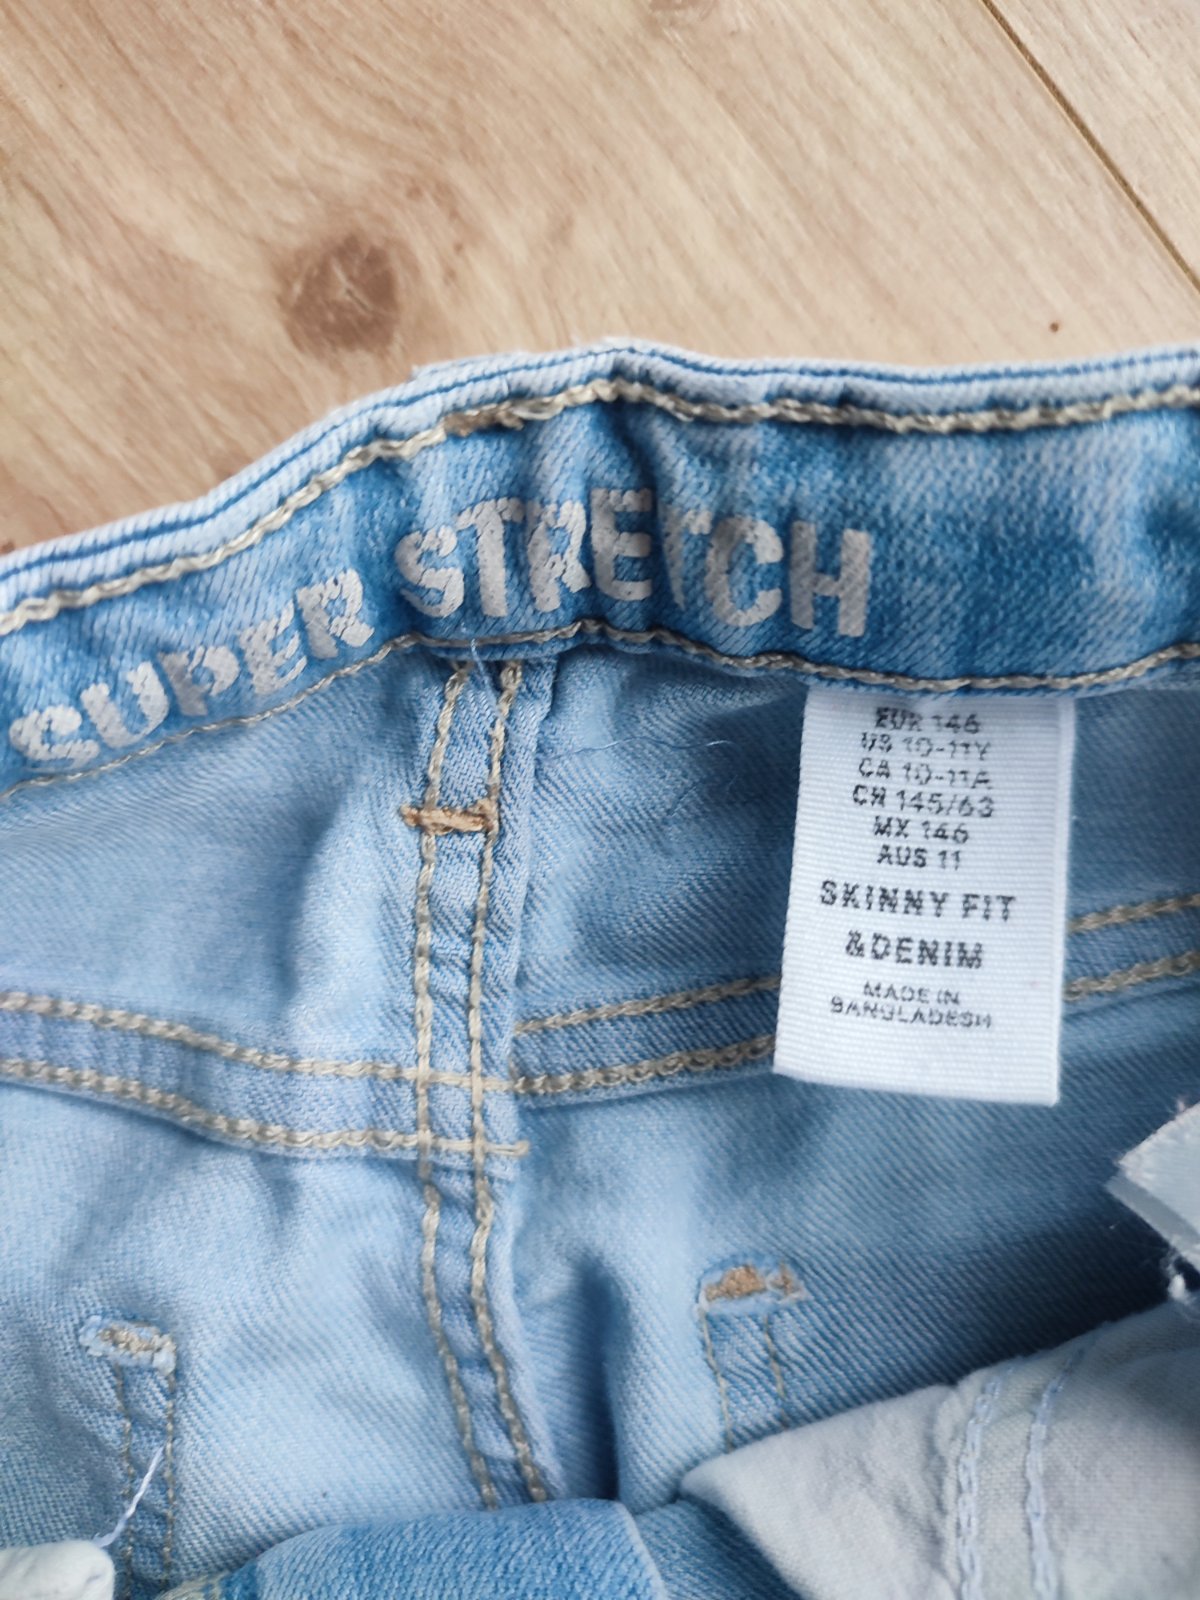 SUPER STRETCH
EUR 146
US 10-11Y
CA 10-11A
CN 145/63
MX 146
AUS 11
SKINNY FIT
&DENIM
MADE IN
BANGLADESH